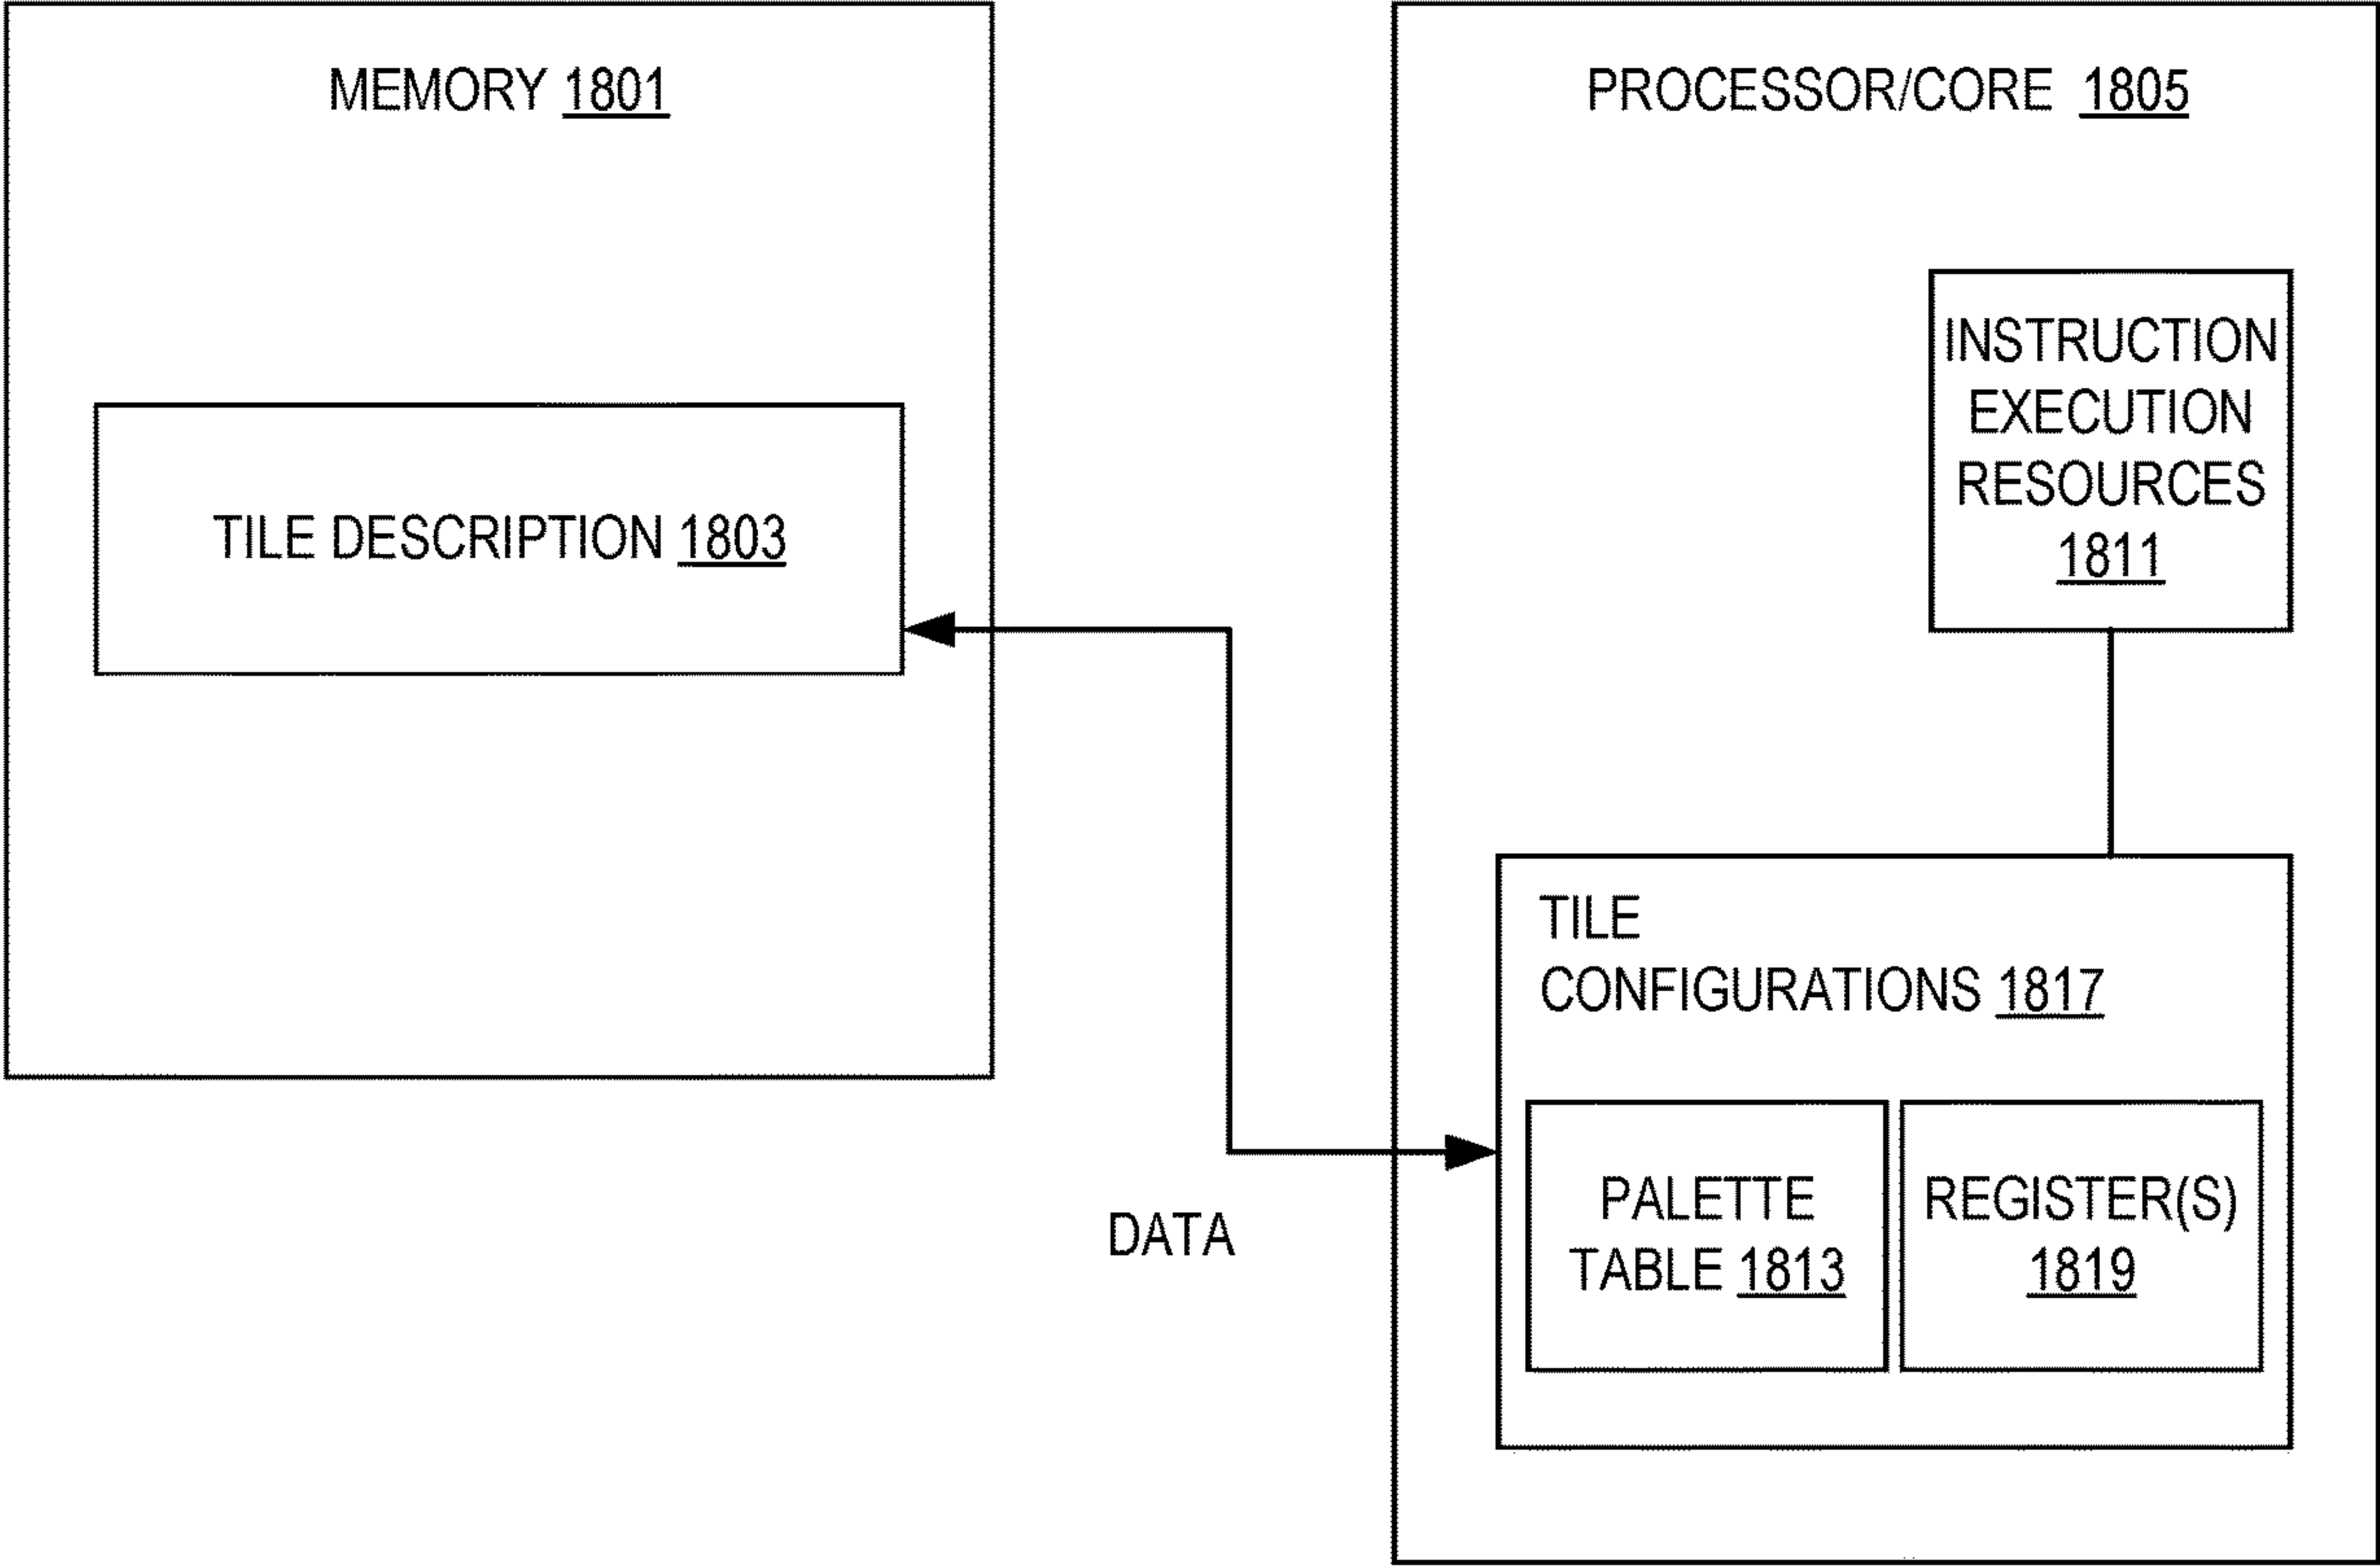 MEMORY 1801
TILE DESCRIPTION 1803
DATA
PROCESSOR/CORE 1805
INSTRUCTION
EXECUTION
RESOURCES
1811
TILE
CONFIGURATIONS 1817
PALETTE
TABLE 1813
REGISTER(S)
1819